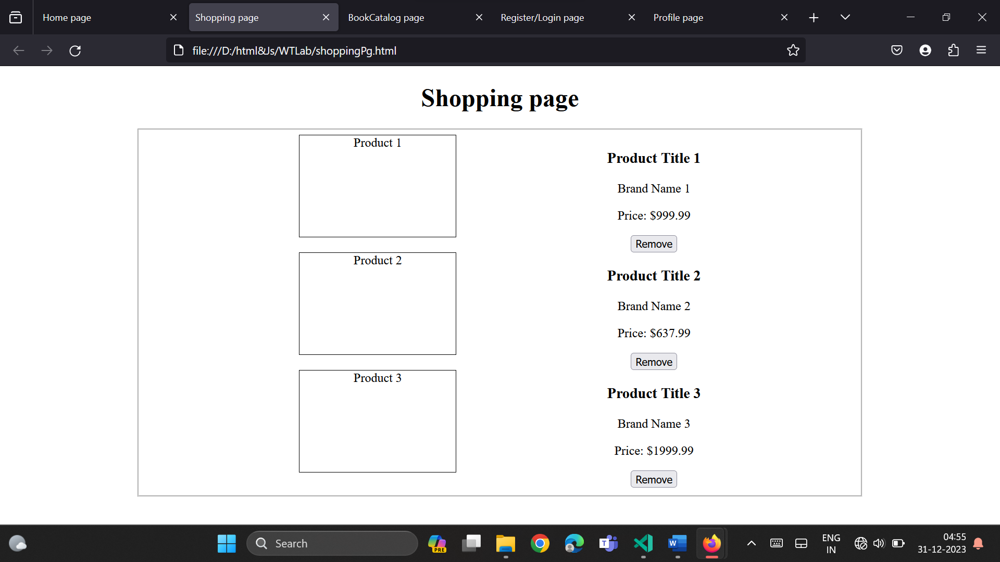 Home page
Shopping page
BookCatalog page
Register/Login page
Profile page
file:///D:/html&Js/WTLab/shoppingPg.html
Shopping page
Product 1
Product Title 1
Brand Name 1
Price: $999.99
Remove
Product 2
Product Title 2
Brand Name 2
Price: $637.99
Remove
Product 3
Product Title 3
Brand Name 3
Price: $1999.99
Remove
Search
PRE
T
W
ENG
IN
04:55
31-12-2023